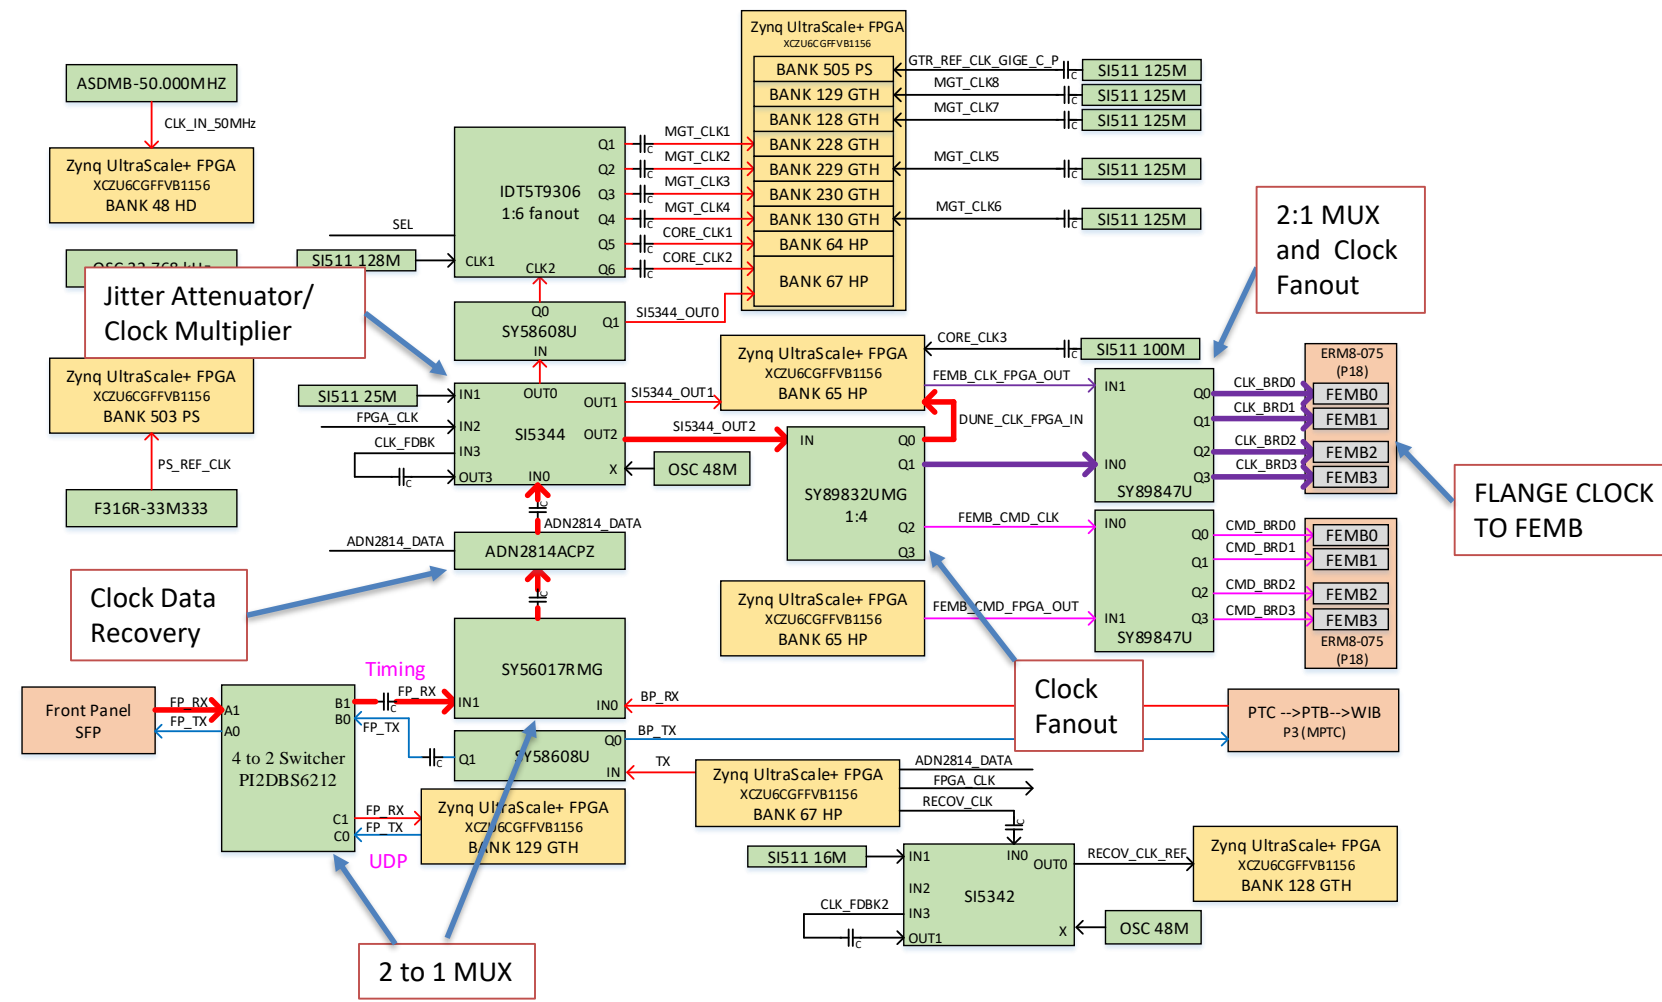 ASDMB-50.000MHZ
CLK_IN_50MHz
Zynq UltraScale+ FPGA
XCZU6CGFFVB1156
BANK 48 HD
Jitter Attenuator/
Clock Multiplier
Zynq UltraScale+ FPGA
XCZU6CGFFVB1156
BANK 503 PS
PS_REF_CLK
F316R-33M333
Zynq UltraScale+ FPGA
XCZU6CGFFVB1156
BANK 505 PS
BANK 129 GTH
BANK 128 GTH
BANK 228 GTH
BANK 229 GTH
BANK 230 GTH
BANK 130 GTH
BANK 64 HP
BANK 67 HP
GTR_REF_CLK_GIGE_C_P
C
SI511 125M
MGT_CLK8
C
SI511 125M
MGT_CLK7
C
SI511 125M
MGT_CLK5
C
SI511 125M
MGT_CLK6
C
SI511 125M
IDT5T9306
1:6 fanout
SEL
SI511 128M
CLK1
CLK2
Q1
C
MGT_CLK1
Q2
C
MGT_CLK2
Q3
C
MGT_CLK3
Q4
C
MGT_CLK4
Q5
C
CORE_CLK1
Q6
C
CORE_CLK2
Q0
SY58608U
IN
Q1
SI5344_OUT0
2:1 MUX
and Clock
Fanout
SI511 25M
FPGA_CLK
CLK_FDBK
C
IN1
IN2
IN3
OUT3
OUT0
OUT1
SI5344
OUT2
IN0
X
OSC 48M
SI5344_OUT1
SI5344_OUT2
C
ADN2814_DATA
Zynq UltraScale+ FPGA
XCZU6CGFFVB1156
BANK 65 HP
CORE_CLK3
C
SI511 100M
FEMB_CLK_FPGA_OUT
DUNE_CLK_FPGA_IN
IN
Q0
Q1
SY89832UMG
1:4
Q2
Q3
FEMB_CMD_CLK
IN1
IN0
Q0
Q1
Q2
Q3
SY89847U
CLK_BRD0
CLK_BRD1
CLK_BRD2
CLK_BRD3
ERM8-075
(P18)
FEMB0
FEMB1
FEMB2
FEMB3
FLANGE CLOCK
TO FEMB
IN0
IN1
Q0
Q1
Q2
Q3
SY89847U
CMD_BRD0
CMD_BRD1
CMD_BRD2
CMD_BRD3
FEMB0
FEMB1
FEMB2
FEMB3
ERM8-075
(P18)
Zynq UltraScale+ FPGA
XCZU6CGFFVB1156
BANK 65 HP
FEMB_CMD_FPGA_OUT
ADN2814_DATA
ADN2814ACPZ
C
Clock Data
Recovery
SY56017RMG
IN1
IN0
Timing
Front Panel
SFP
FP_RX
FP_TX
A1
A0
B1
B0
4 to 2 Switcher
PI2DBS6212
C1
C0
C
FP_RX
FP_TX
C
Q1
SY58608U
Q0
IN
BP_RX
BP_TX
TX
Clock
Fanout
PTC -->PTB-->WIB
P3 (MPTC)
FP_RX
FP_TX
UDP
Zynq UltraScale+ FPGA
XCZU6CGFFVB1156
BANK 129 GTH
Zynq UltraScale+ FPGA
XCZU6CGFFVB1156
BANK 67 HP
ADN2814_DATA
FPGA_CLK
RECOV_CLK
C
SI511 16M
IN1
IN0
OUT0
IN2
SI5342
IN3
OUT1
X
CLK_FDBK2
C
OSC 48M
RECOV_CLK_REF
Zynq UltraScale+ FPGA
XCZU6CGFFVB1156
BANK 128 GTH
2 to 1 MUX